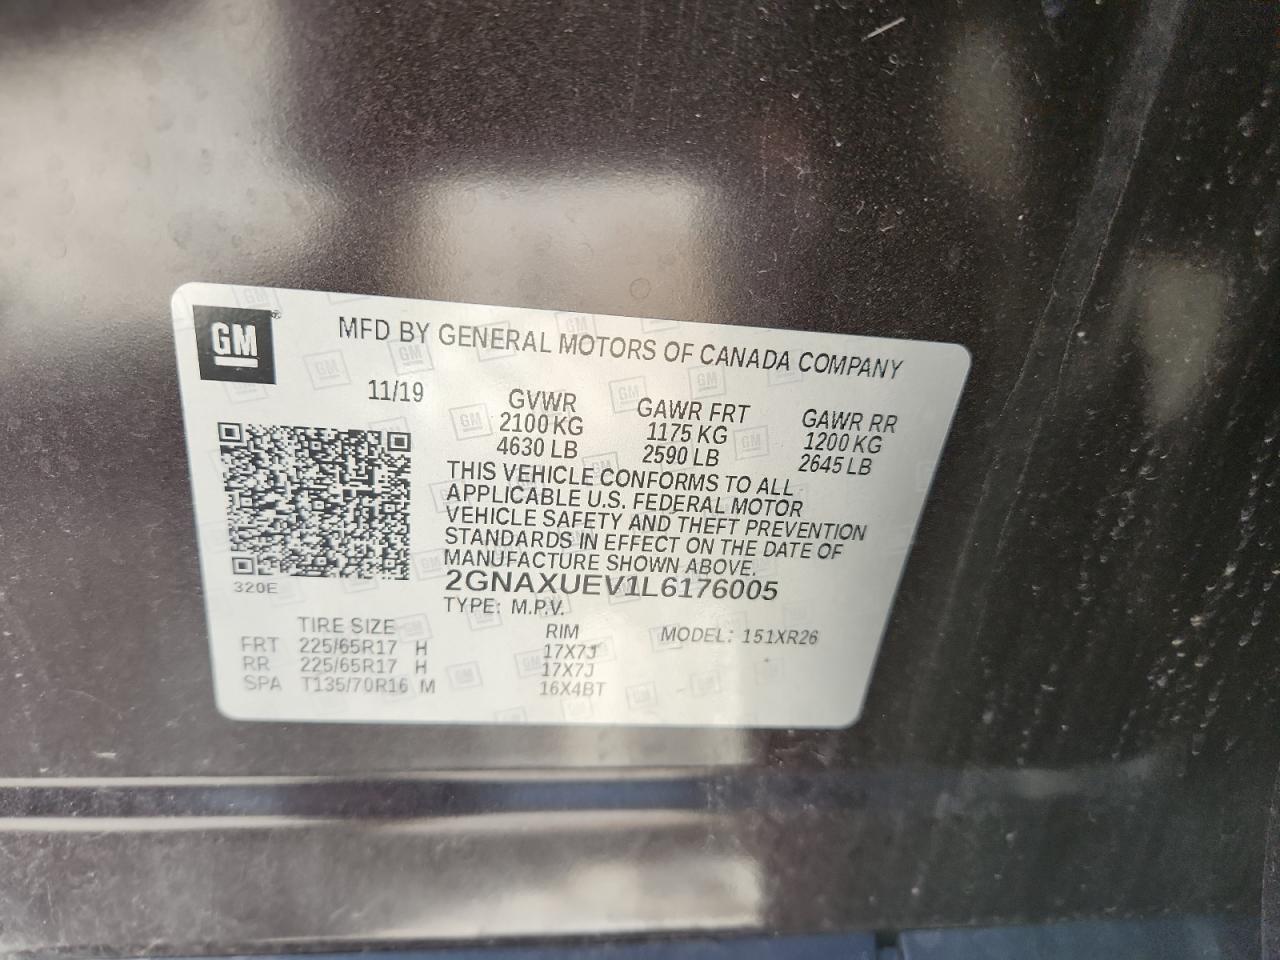 GM
MFD BY GENERAL MOTORS OF CANADA COMPANY
11/19
GVWR GAWR FRT GAWR RR
2100 KG 1175 KG 1200 KG
4630 LB 2590 LB 2645 LB
THIS VEHICLE CONFORMS TO ALL
APPLICABLE U.S. FEDERAL MOTOR
VEHICLE SAFETY AND THEFT PREVENTION
STANDARDS IN EFFECT ON THE DATE OF
MANUFACTURE SHOWN ABOVE.
2GNAXUEV1L6176005
320E
TYPE: M.P.V.
TIRE SIZE RIM MODEL: 151XR26
FRT 225/65R17 H 17X7J
RR 225/65R17 H 17X7J
SPA T135/70R16 M 16X4BT